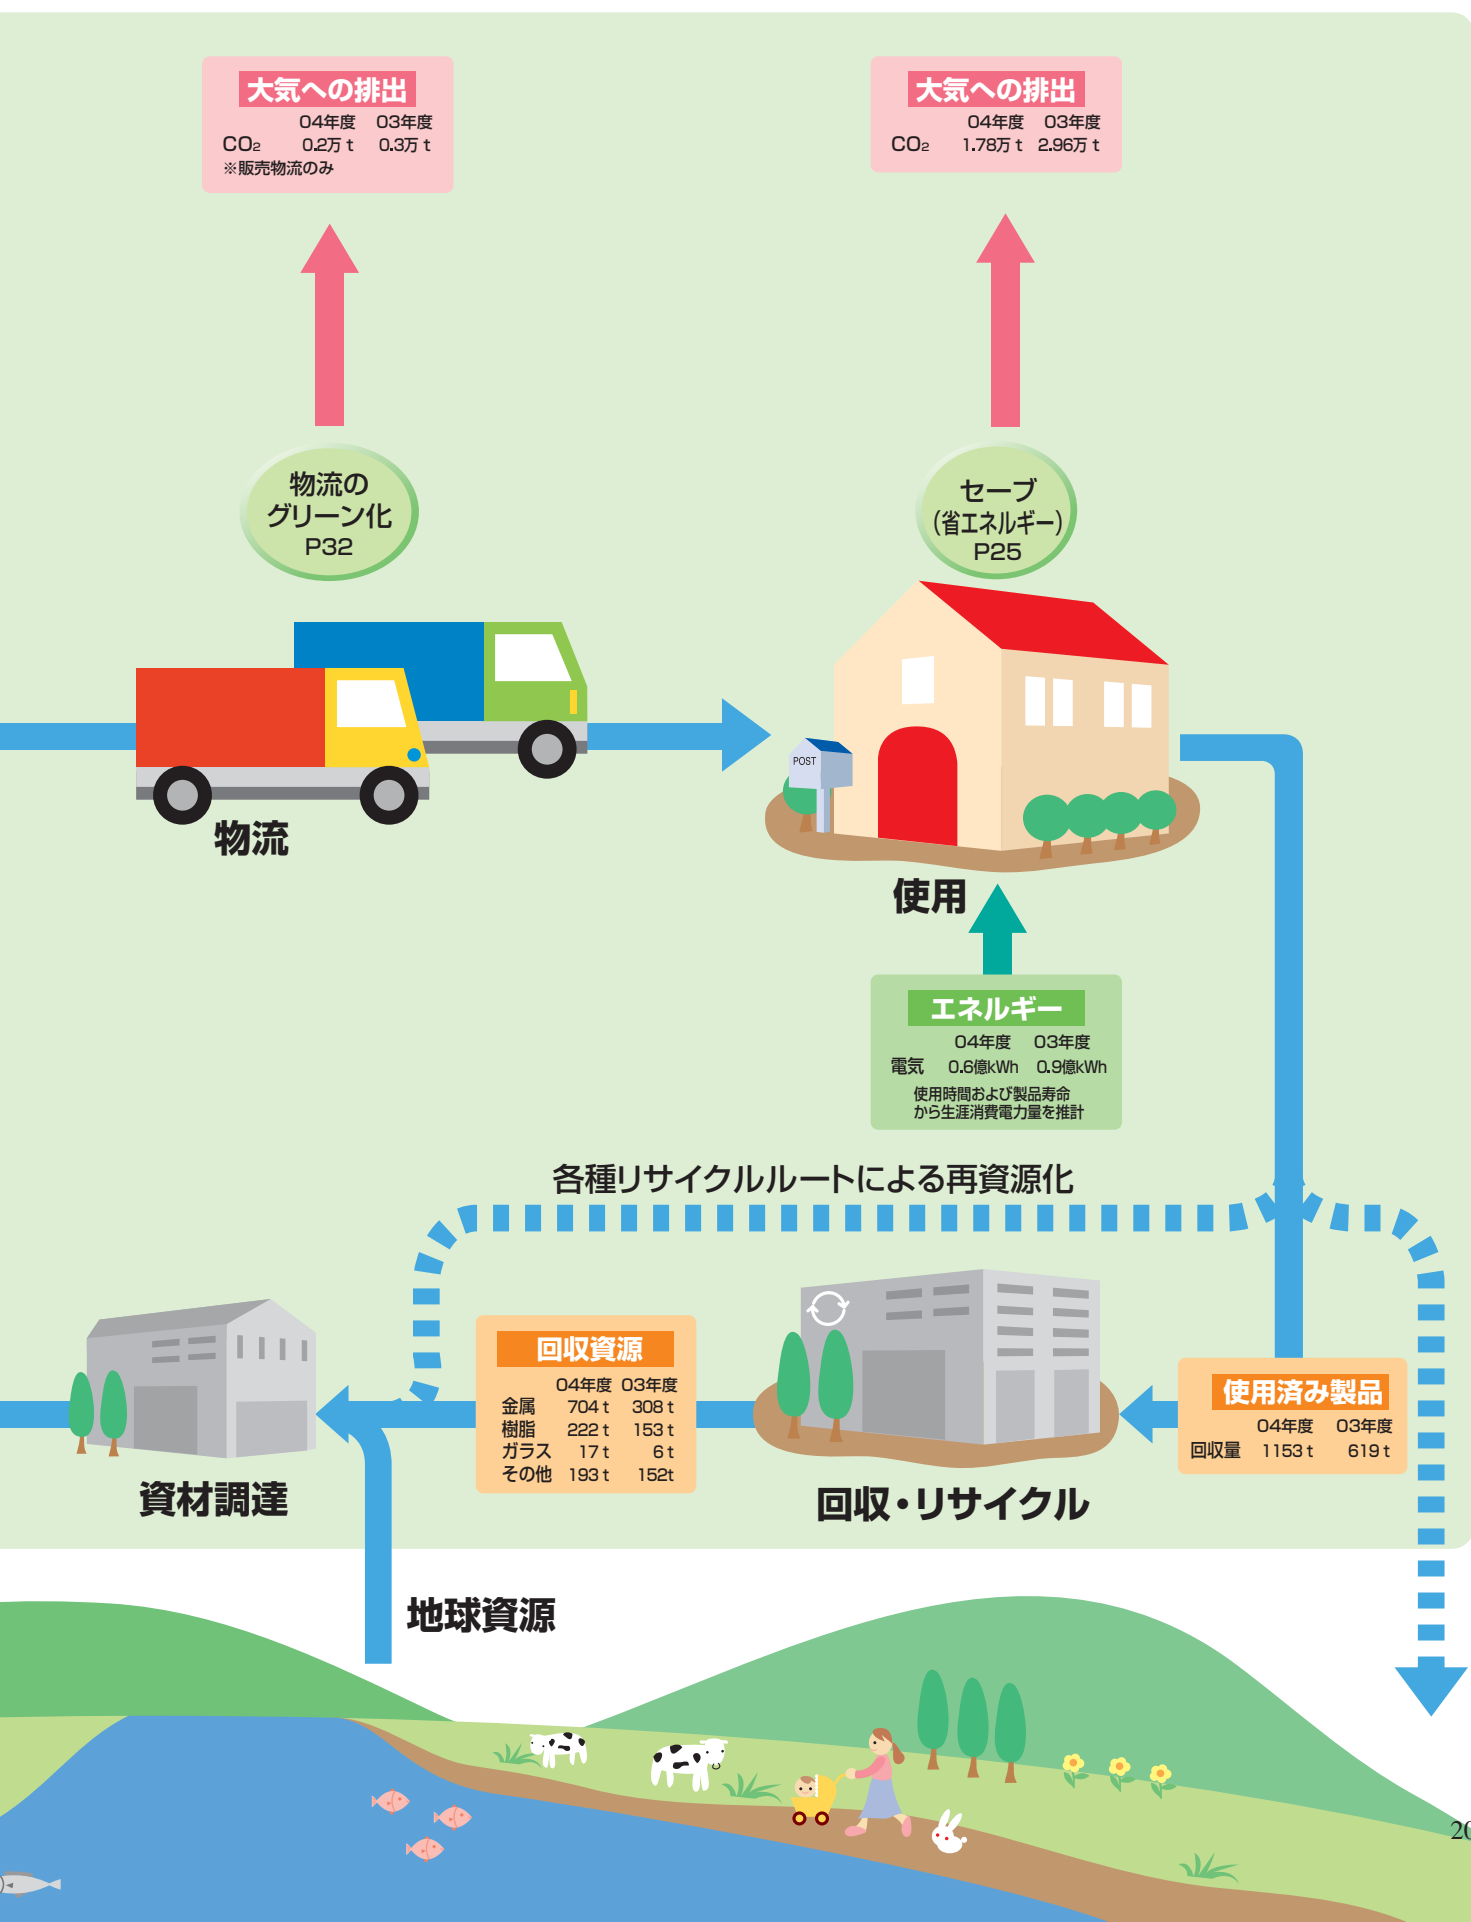 大気への排出
04年度 03年度
CO₂ 0.2万t 0.3万t
※販売物流のみ
大気への排出
04年度 03年度
CO₂ 1.78万t 2.96万t
物流の
グリーン化
P32
セーブ
(省エネルギー)
P25
POST
物流
使用
エネルギー
04年度 03年度
電気 0.6億kWh 0.9億kWh
使用時間および製品寿命
から生涯消費電力量を推計
各種リサイクルルートによる再資源化
回収資源
04年度 03年度
金属 704t 308t
樹脂 222t 153t
ガラス 17t 6t
その他 193t 152t
使用済み製品
04年度 03年度
回収量 1153t 619t
資材調達
回収・リサイクル
地球資源
20